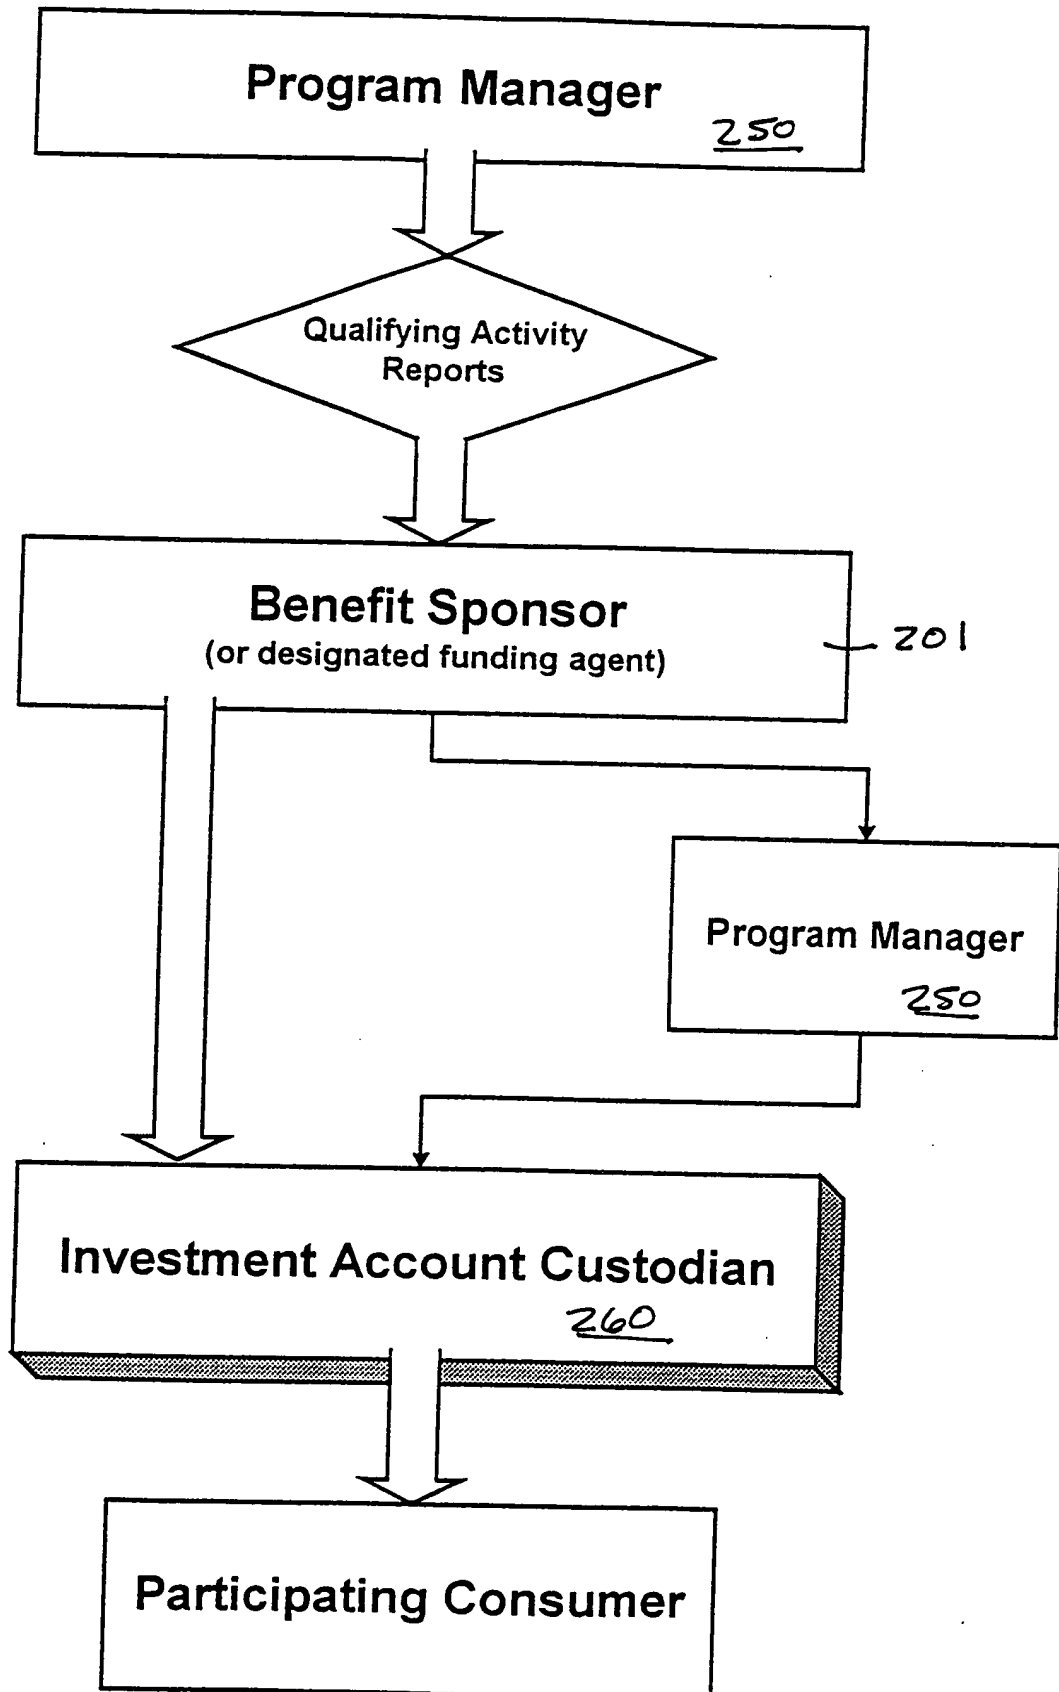 Program Manager
250
Qualifying Activity
Reports
Benefit Sponsor
(or designated funding agent)
201
Program Manager
250
Investment Account Custodian
260
Participating Consumer